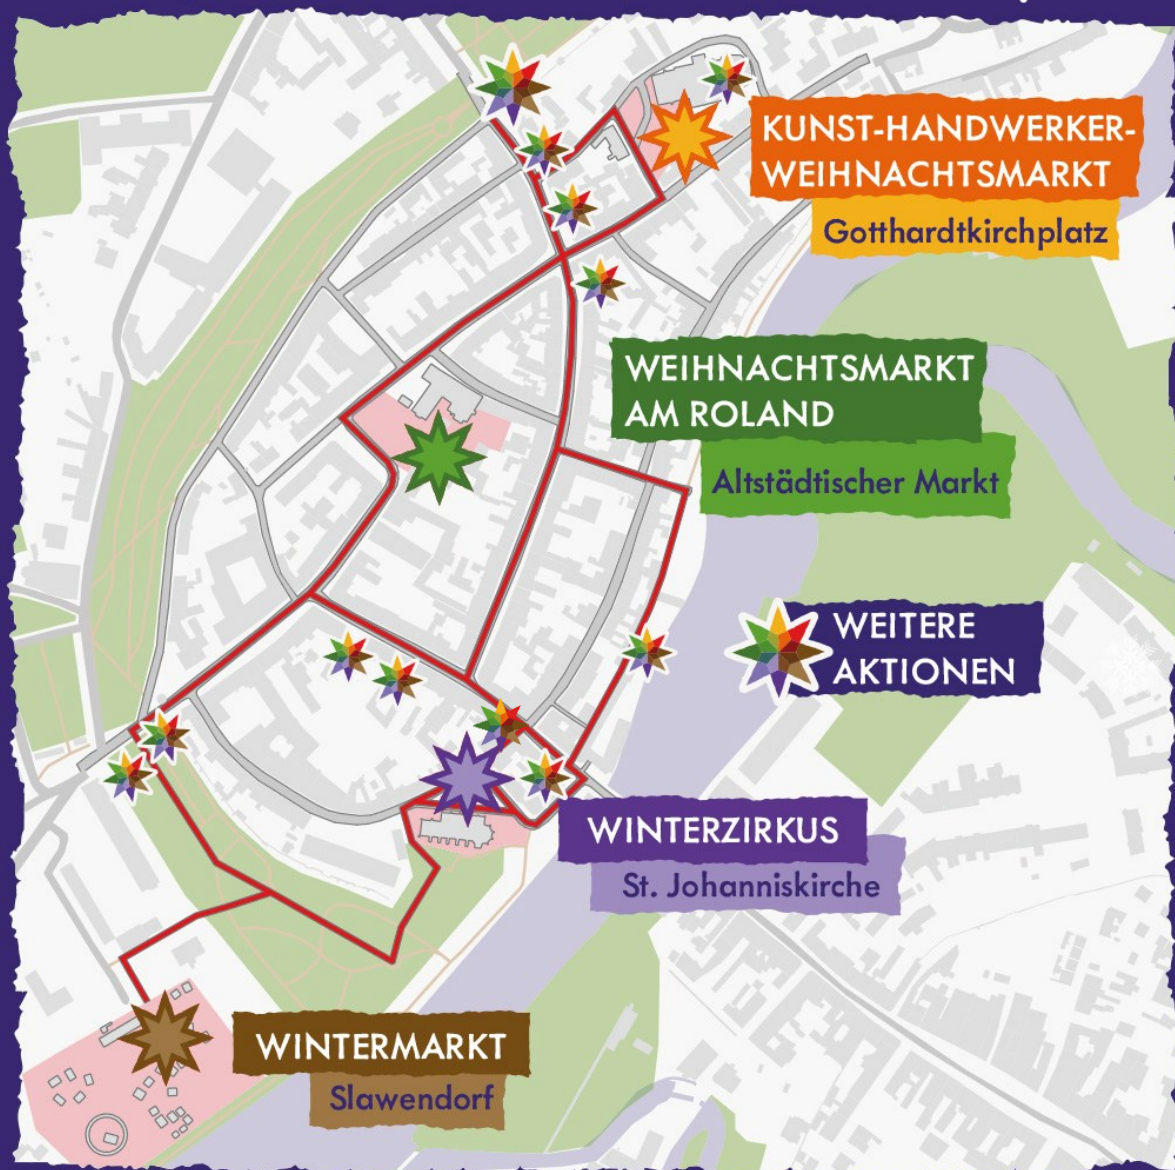 KUNST-HANDWERKER-
WEIHNACHTSMARKT
Gotthardtkirchplatz
WEIHNACHTSMARKT
AM ROLAND
Altstädtischer Markt
WEITERE
AKTIONEN
WINTERZIRKUS
St. Johanniskirche
WINTERMARKT
Slawendorf